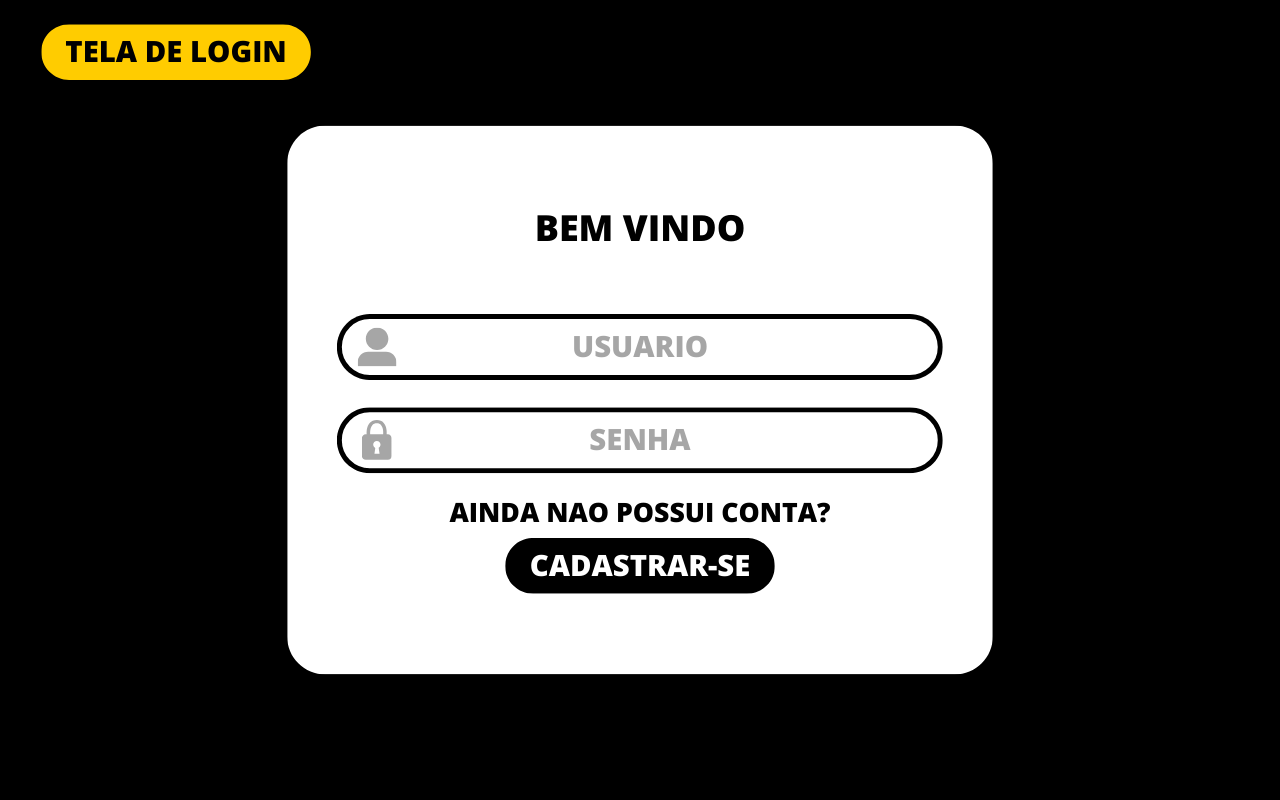 TELA DE LOGIN
BEM VINDO
USUARIO
SENHA
AINDA NAO POSSUI CONTA?
CADASTRAR-SE